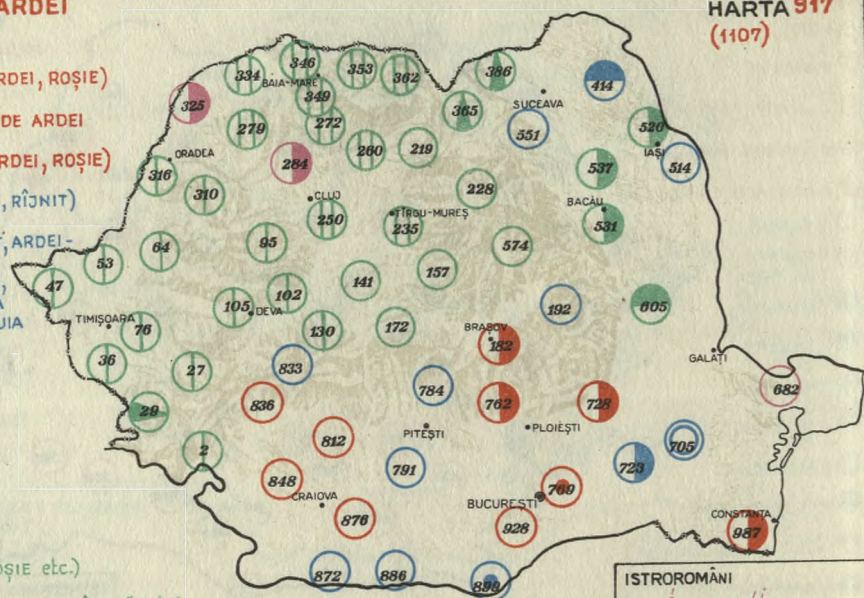 ARDEI
HARTA 917
(1107)
RDEI, ROȘIE)
DE ARDEI
RDEI, ROȘIE)
, RÎJNIT)
, ARDEI-
UIA
346
353
334
362
386
BAIA-MARE
349
325
365
SUCEAVA
414
279
272
551
520
260
219
IAȘI
ORADEA
284
514
316
537
310
228
CLUJ
BACĂU
250
TÎRGU-MUREȘ
235
531
95
64
574
53
157
141
47
102
105
DEVA
192
605
TIMIȘOARA
76
130
172
BRAȘOV
182
GALAȚI
36
833
27
784
682
836
762
728
29
PITEȘTI
PLOIEȘTI
812
705
2
791
723
848
769
CRAIOVA
BUCUREȘTI
876
928
CONSTANȚA
987
OȘIE etc.)
872
886
899
ISTROROMÂNI